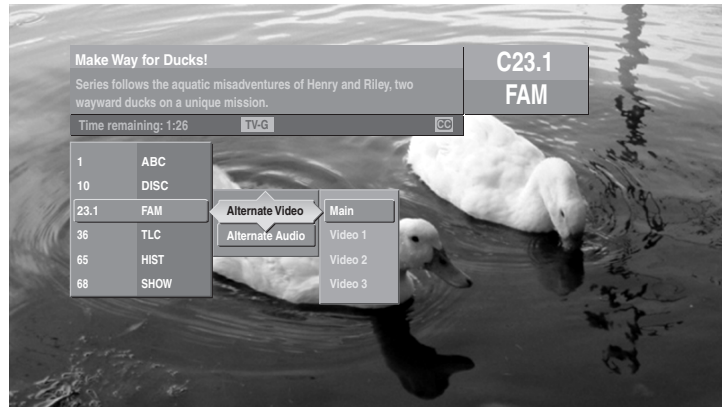 Make Way for Ducks!
Series follows the aquatic misadventures of Henry and Riley, two
wayward ducks on a unique mission.
Time remaining: 1:26 TV-G CC
C23.1
FAM
1 ABC
10 DISC
23.1 FAM
36 TLC
65 HIST
68 SHOW
Alternate Video
Alternate Audio
Main
Video 1
Video 2
Video 3